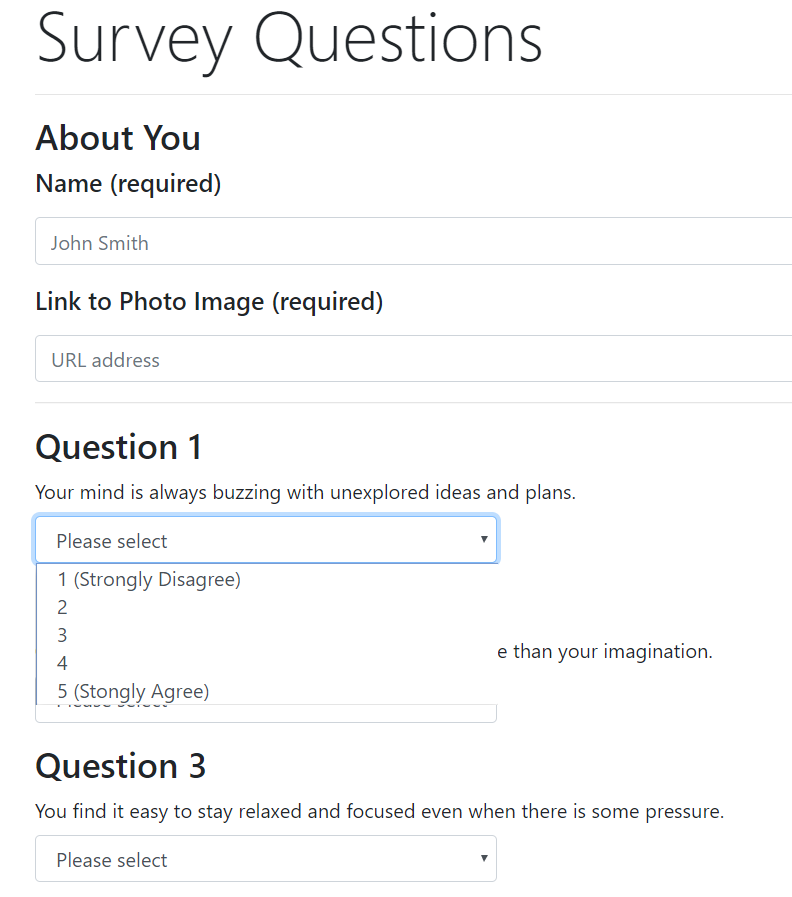 Survey Questions
About You
Name (required)
John Smith
Link to Photo Image (required)
URL address
Question 1
Your mind is always buzzing with unexplored ideas and plans.
Please select
1 (Strongly Disagree)
2
3
e than your imagination.
4
5 (Stongly Agree)
Please select
Question 3
You find it easy to stay relaxed and focused even when there is some pressure.
Please select